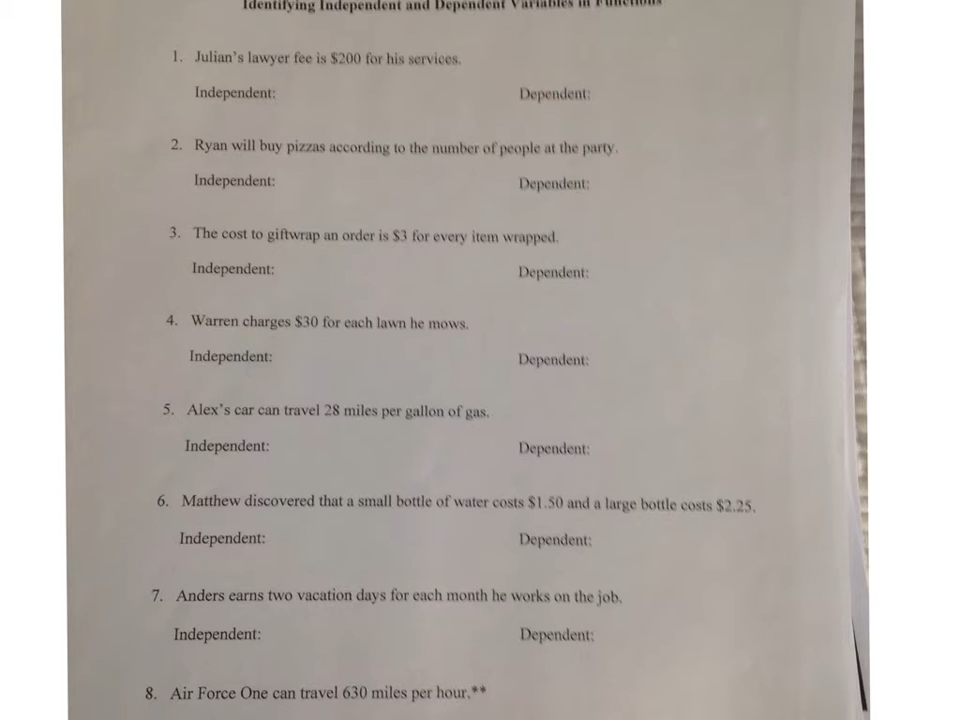 Identifying Independent and Dependent Variables in Functions
1. Julian's lawyer fee is $200 for his services.
Independent: Dependent:
2. Ryan will buy pizzas according to the number of people at the party.
Independent: Dependent:
3. The cost to giftwrap an order is $3 for every item wrapped.
Independent: Dependent:
4. Warren charges $30 for each lawn he mows.
Independent: Dependent:
5. Alex's car can travel 28 miles per gallon of gas.
Independent: Dependent:
6. Matthew discovered that a small bottle of water costs $1.50 and a large bottle costs $2.25.
Independent: Dependent:
7. Anders earns two vacation days for each month he works on the job.
Independent: Dependent:
8. Air Force One can travel 630 miles per hour.**